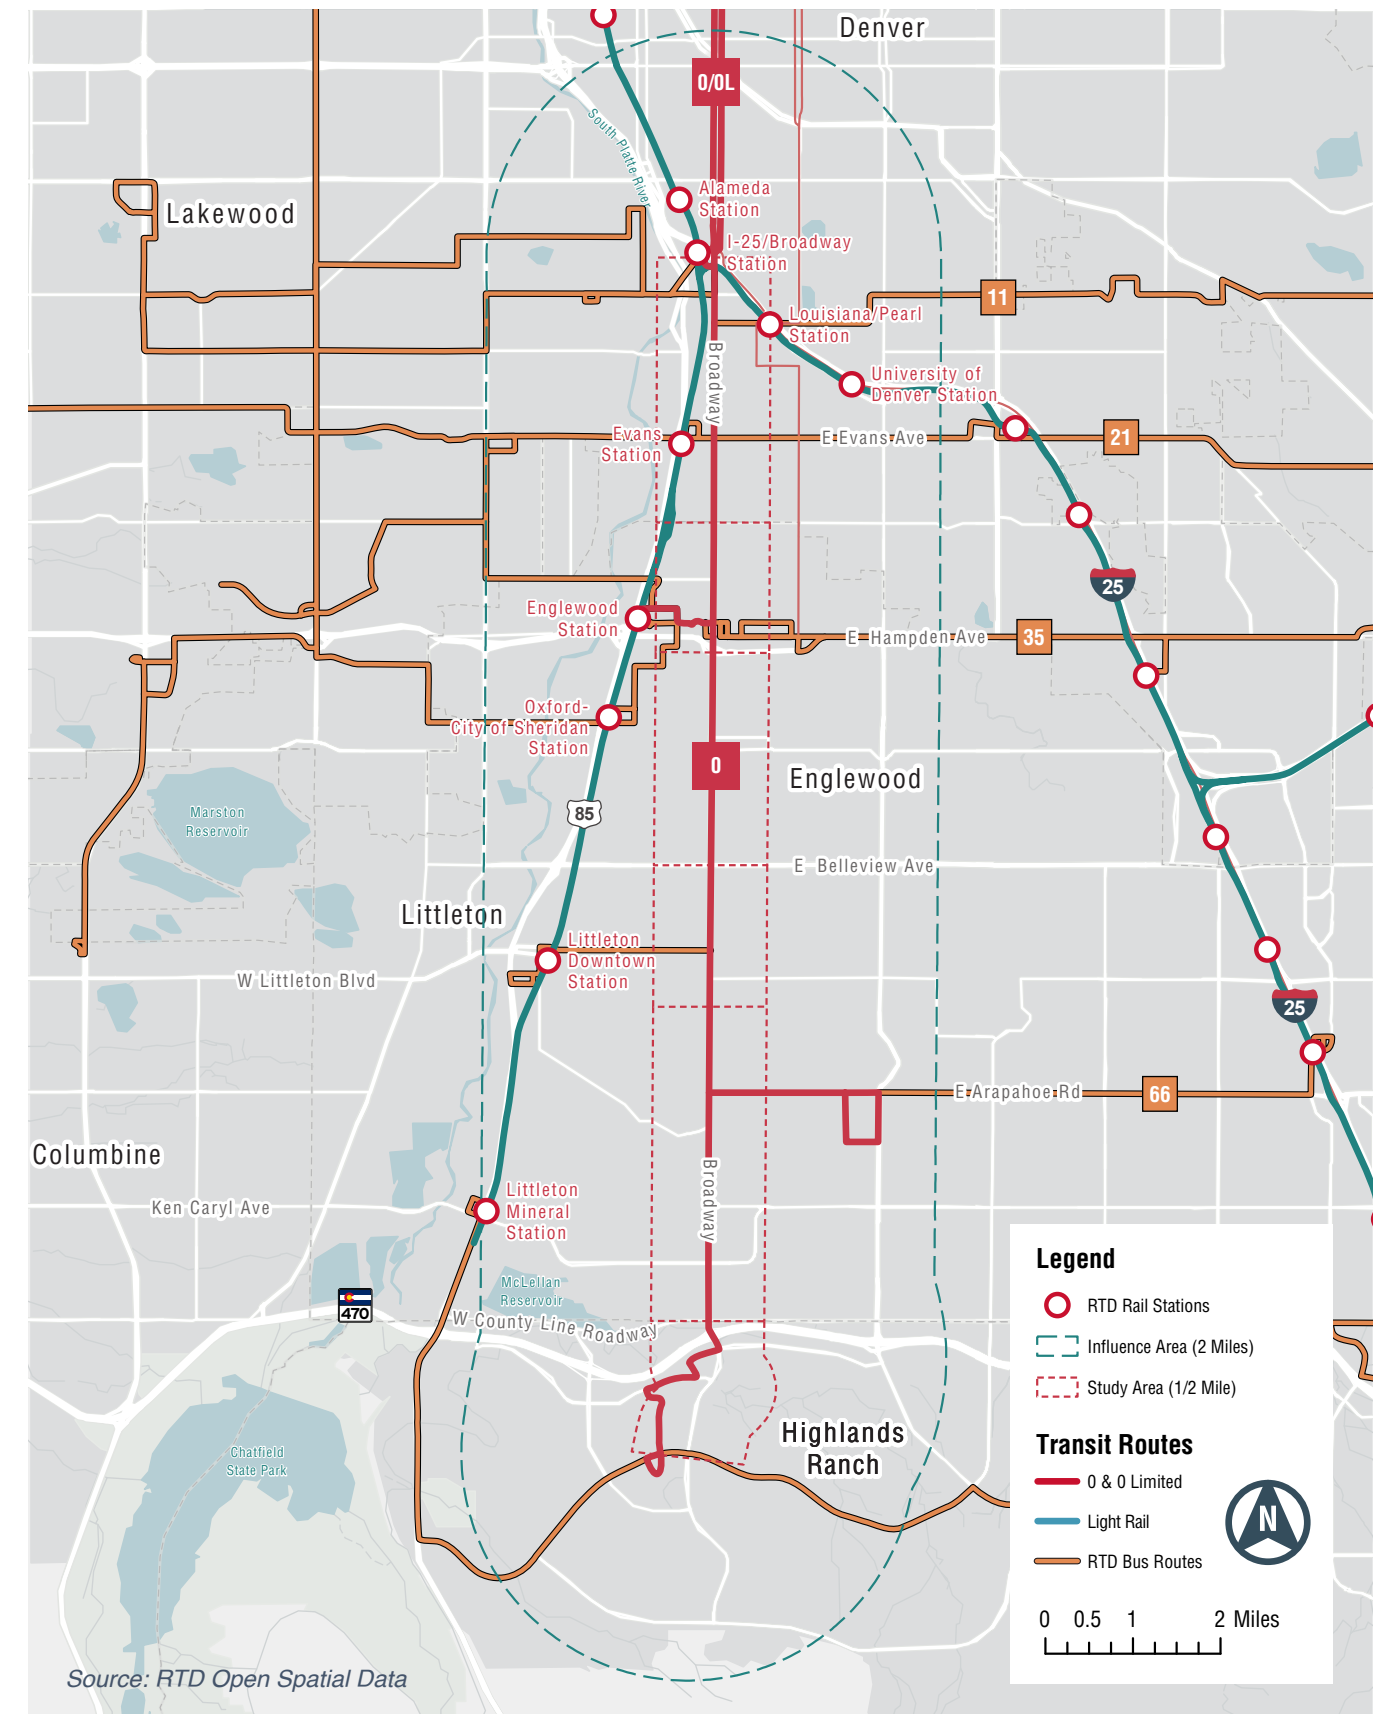 Denver
0/0L
South Platte River
Alameda
Station
Lakewood
I-25/Broadway
Station
11
Louisiana/Pearl
Station
Broadway
University of
Denver Station
Evans
Station
E Evans Ave
21
25
Englewood
Station
E Hampden Ave
35
Oxford-
City of Sheridan
Station
0
Englewood
85
Marston
Reservoir
E Belleview Ave
Littleton
Littleton
Downtown
Station
W Littleton Blvd
25
E Arapahoe Rd
66
Columbine
Broadway
Ken Caryl Ave
Littleton
Mineral
Station
McLellan
Reservoir
470
W County Line Roadway
Highlands
Ranch
Chatfield
State Park
Legend
RTD Rail Stations
Influence Area (2 Miles)
Study Area (1/2 Mile)
Transit Routes
0 & 0 Limited
Light Rail
RTD Bus Routes
N
0 0.5 1 2 Miles
Source: RTD Open Spatial Data